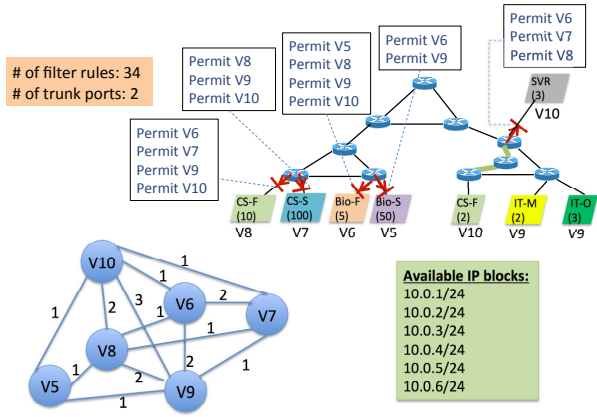 # of filter rules: 34
# of trunk ports: 2
Permit V8
Permit V9
Permit V10
Permit V5
Permit V8
Permit V9
Permit V10
Permit V6
Permit V9
Permit V6
Permit V7
Permit V8
SVR
(3)
V10
Permit V6
Permit V7
Permit V9
Permit V10
CS-F
(10)
V8
CS-S
(100)
V7
Bio-F
(5)
V6
Bio-S
(50)
V5
CS-F
(2)
V10
IT-M
(2)
V9
IT-O
(3)
V9
V10
V6
V7
V8
V5
V9
1
1
2
3
2
1
1
1
2
1
2
1
1
Available IP blocks:
10.0.1/24
10.0.2/24
10.0.3/24
10.0.4/24
10.0.5/24
10.0.6/24